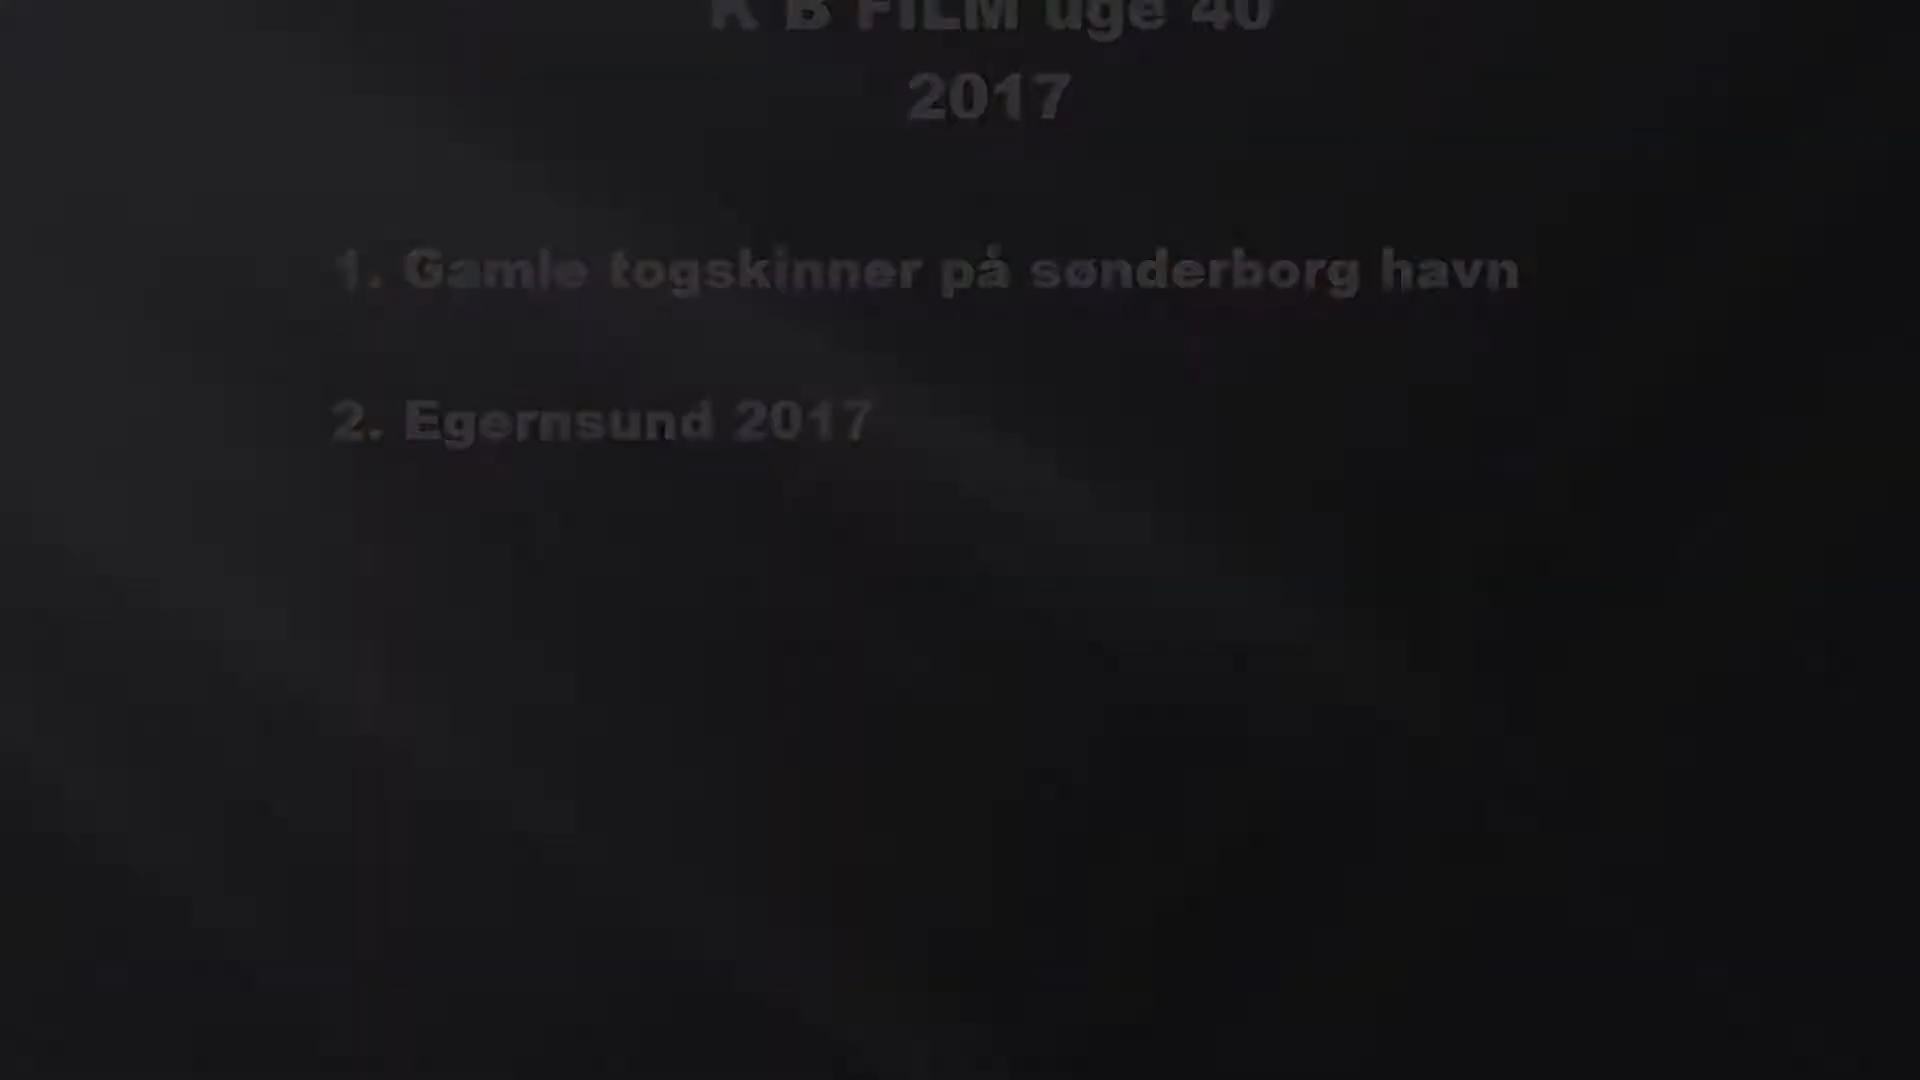 K B FILM uge 40
2017
1. Gamle togskinner på sønderborg havn
2. Egernsund 2017